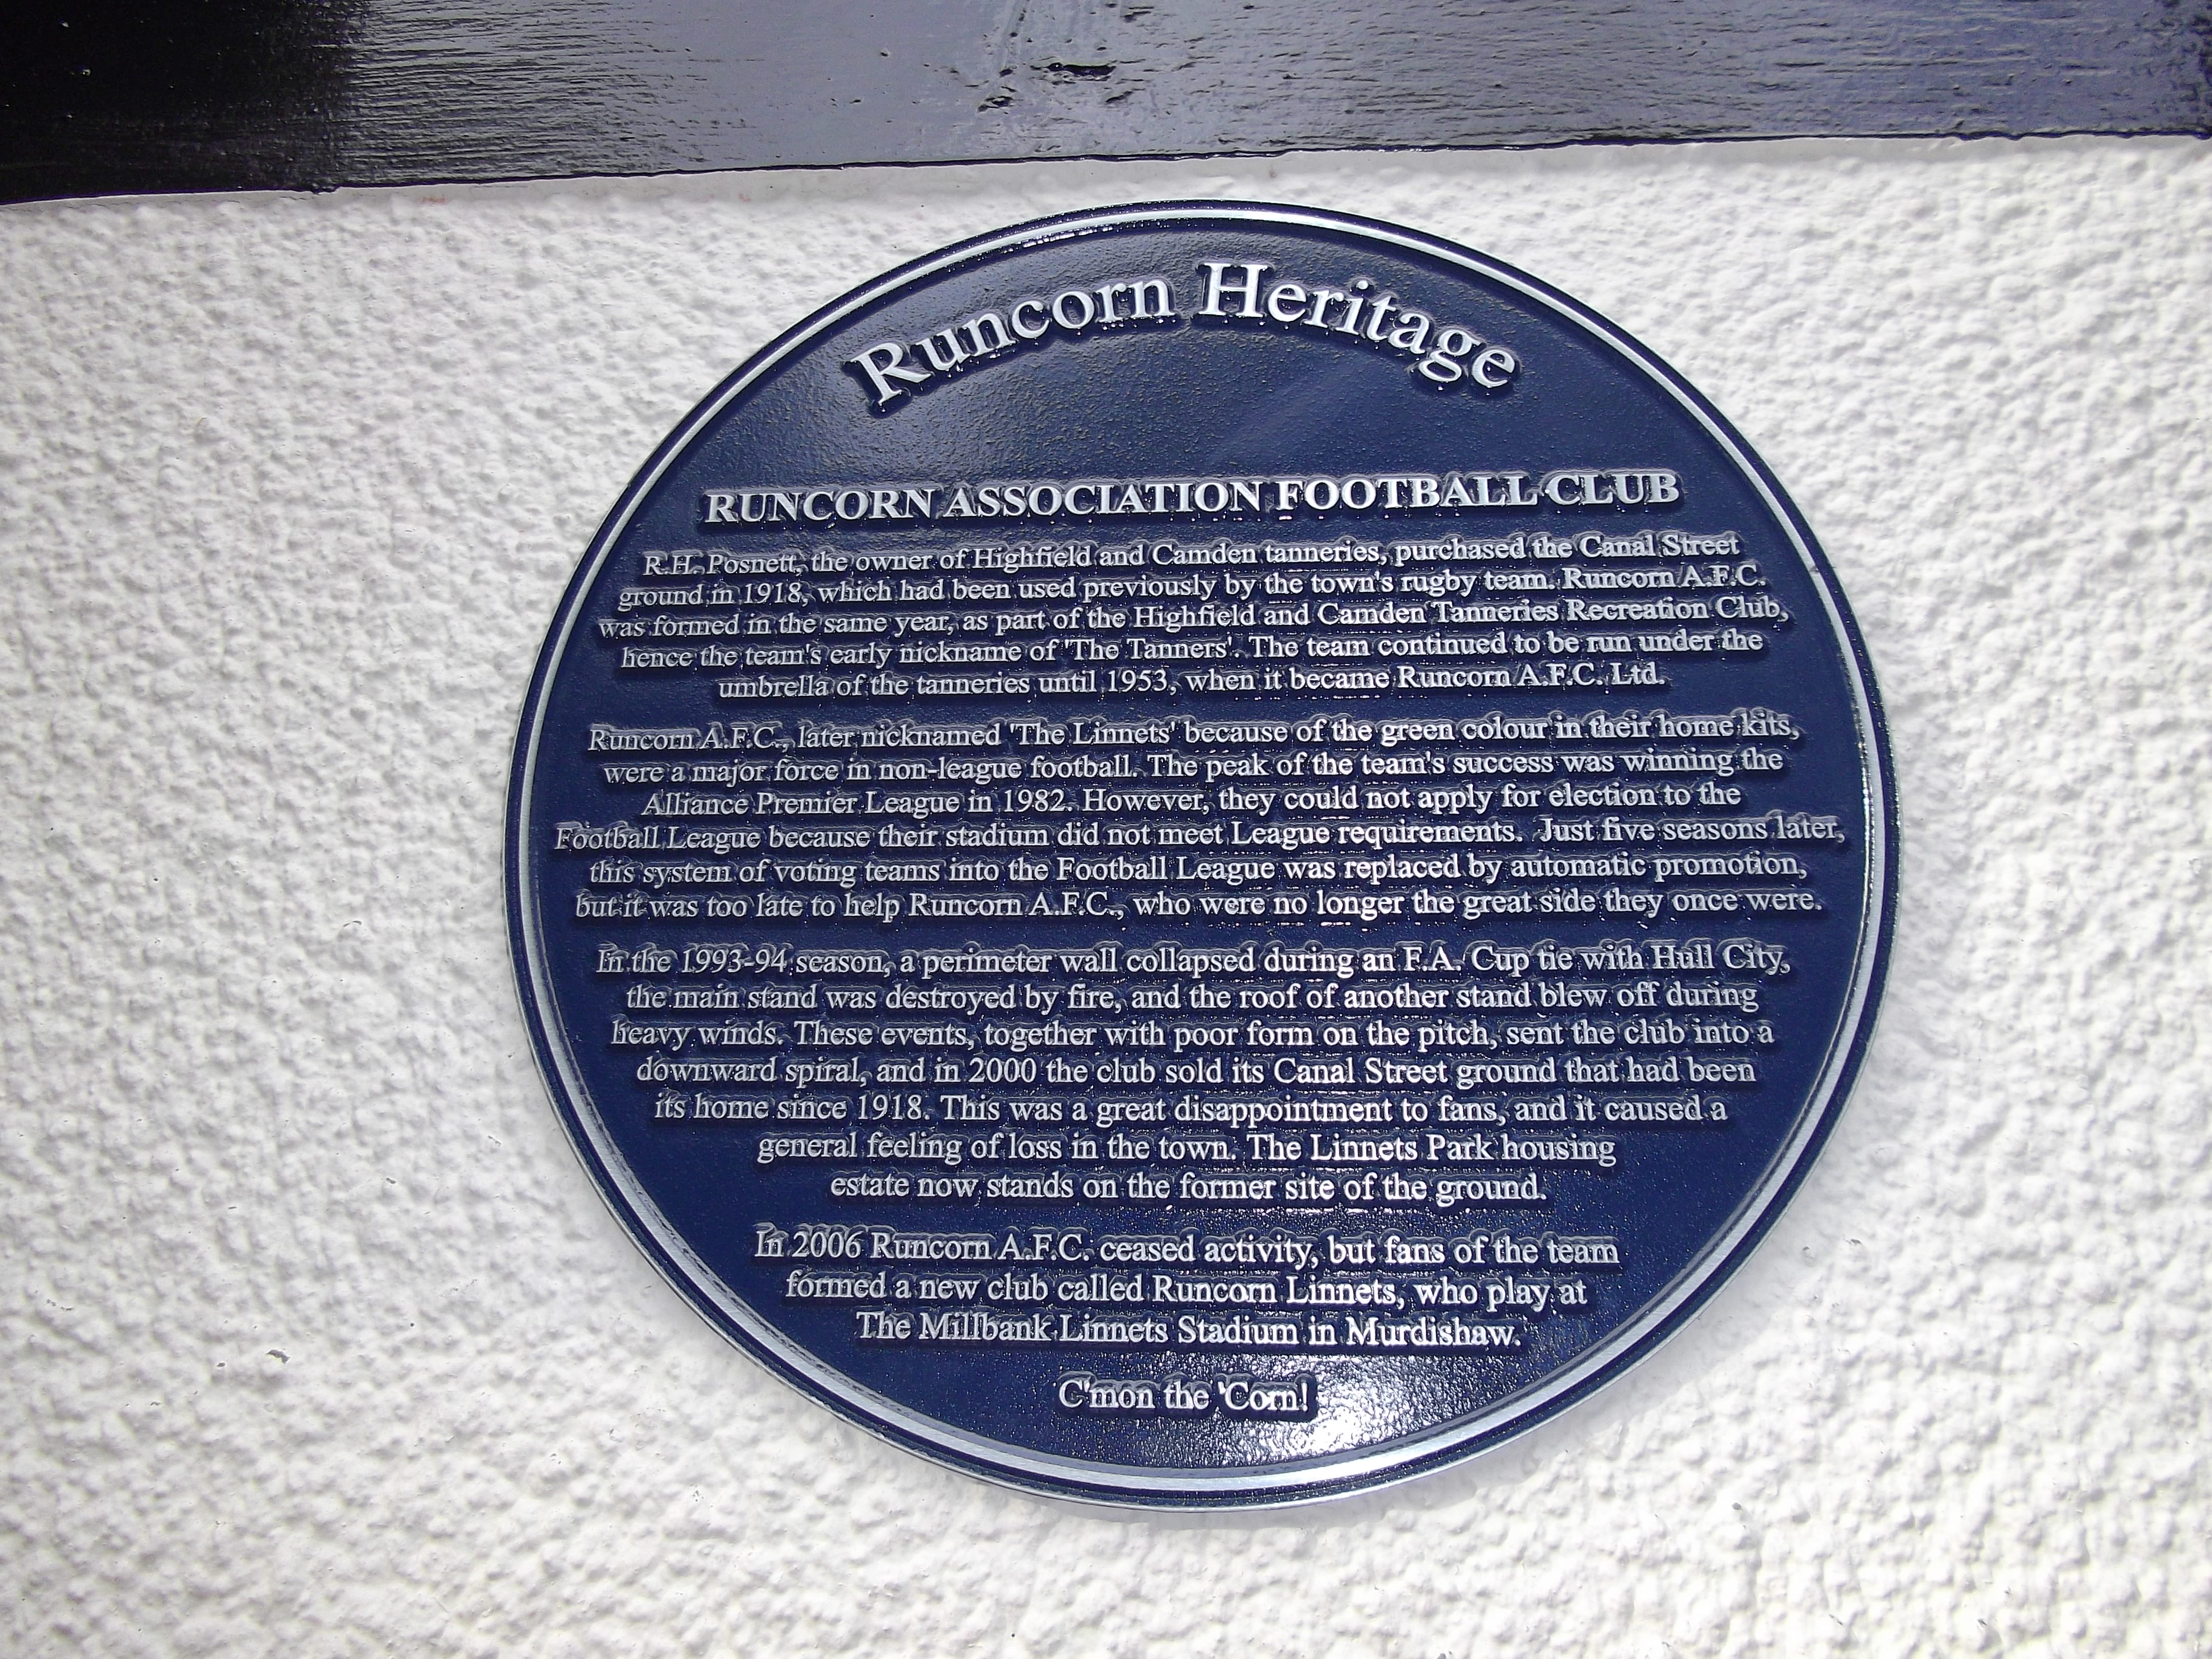 Runcorn Heritage
RUNCORN ASSOCIATION FOOTBALL CLUB
R.H. Posnett, the owner of Highfield and Camden tanneries, purchased the Canal Street
ground in 1918, which had been used previously by the town's rugby team. Runcorn A.F.C.
was formed in the same year, as part of the Highfield and Camden Tanneries Recreation Club,
hence the team's early nickname of 'The Tanners'. The team continued to be run under the
umbrella of the tanneries until 1953, when it became Runcorn A.F.C. Ltd.
Runcorn A.F.C., later nicknamed 'The Linnets' because of the green colour in their home kits,
were a major force in non-league football. The peak of the team's success was winning the
Alliance Premier League in 1982. However, they could not apply for election to the
Football League because their stadium did not meet League requirements. Just five seasons later,
this system of voting teams into the Football League was replaced by automatic promotion,
but it was too late to help Runcorn A.F.C., who were no longer the great side they once were.
In the 1993-94 season, a perimeter wall collapsed during an F.A. Cup tie with Hull City,
the main stand was destroyed by fire, and the roof of another stand blew off during
heavy winds. These events, together with poor form on the pitch, sent the club into a
downward spiral, and in 2000 the club sold its Canal Street ground that had been
its home since 1918. This was a great disappointment to fans, and it caused a
general feeling of loss in the town. The Linnets Park housing
estate now stands on the former site of the ground.
In 2006 Runcorn A.F.C. ceased activity, but fans of the team
formed a new club called Runcorn Linnets, who play at
The Millbank Linnets Stadium in Murdishaw.
C'mon the 'Corn!